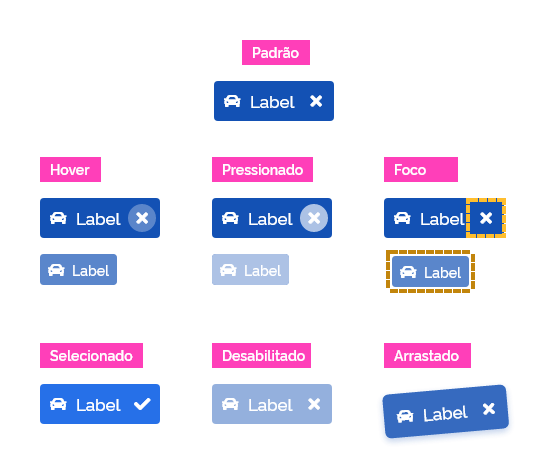 Padrão
Label
Hover
Pressionado
Foco
Label
Label
Label
Label
Label
Label
Selecionado
Desabilitado
Arrastado
Label
Label
Label